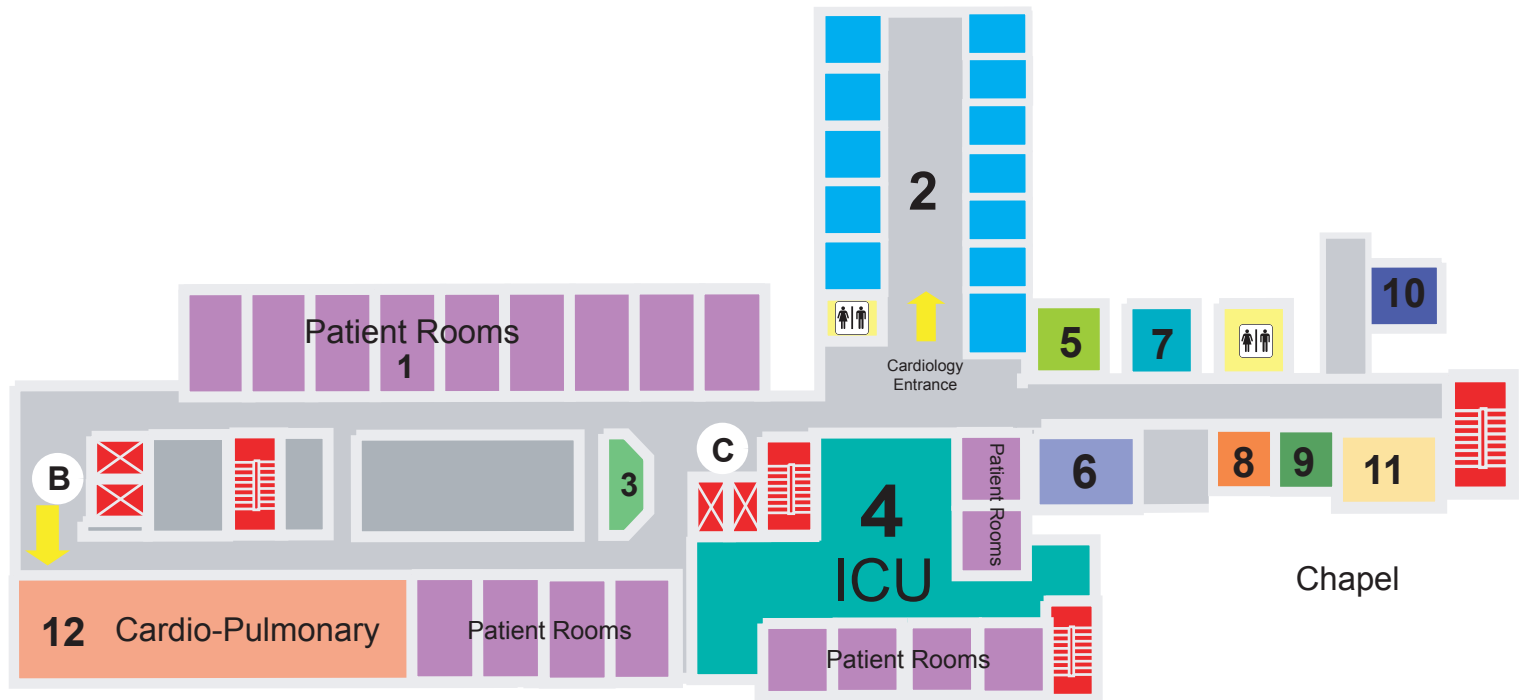 2
10
Patient Rooms
1
5
7
Cardiology
Entrance
B
C
3
4
ICU
Patient Rooms
6
8
9
11
Chapel
12 Cardio-Pulmonary
Patient Rooms
Patient Rooms